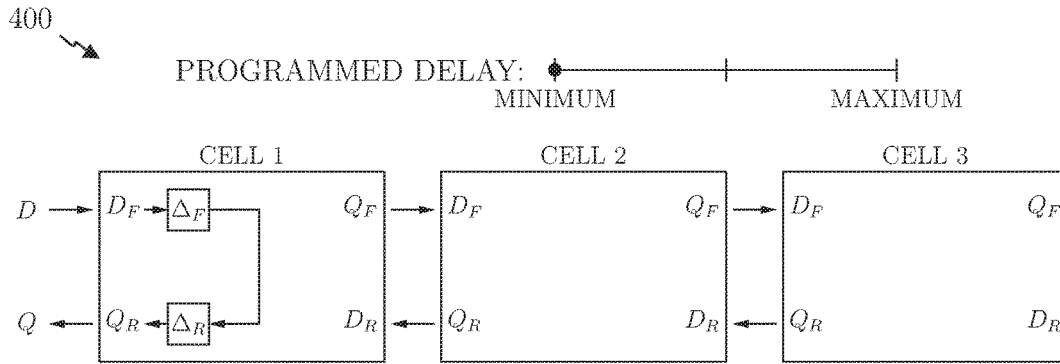 400
PROGRAMMED DELAY:
MINIMUM MAXIMUM
CELL 1 CELL 2 CELL 3
D D_F Δ_F Q_F D_F Q_F D_F Q_F
Q Q_R Δ_R D_R Q_R D_R Q_R D_R